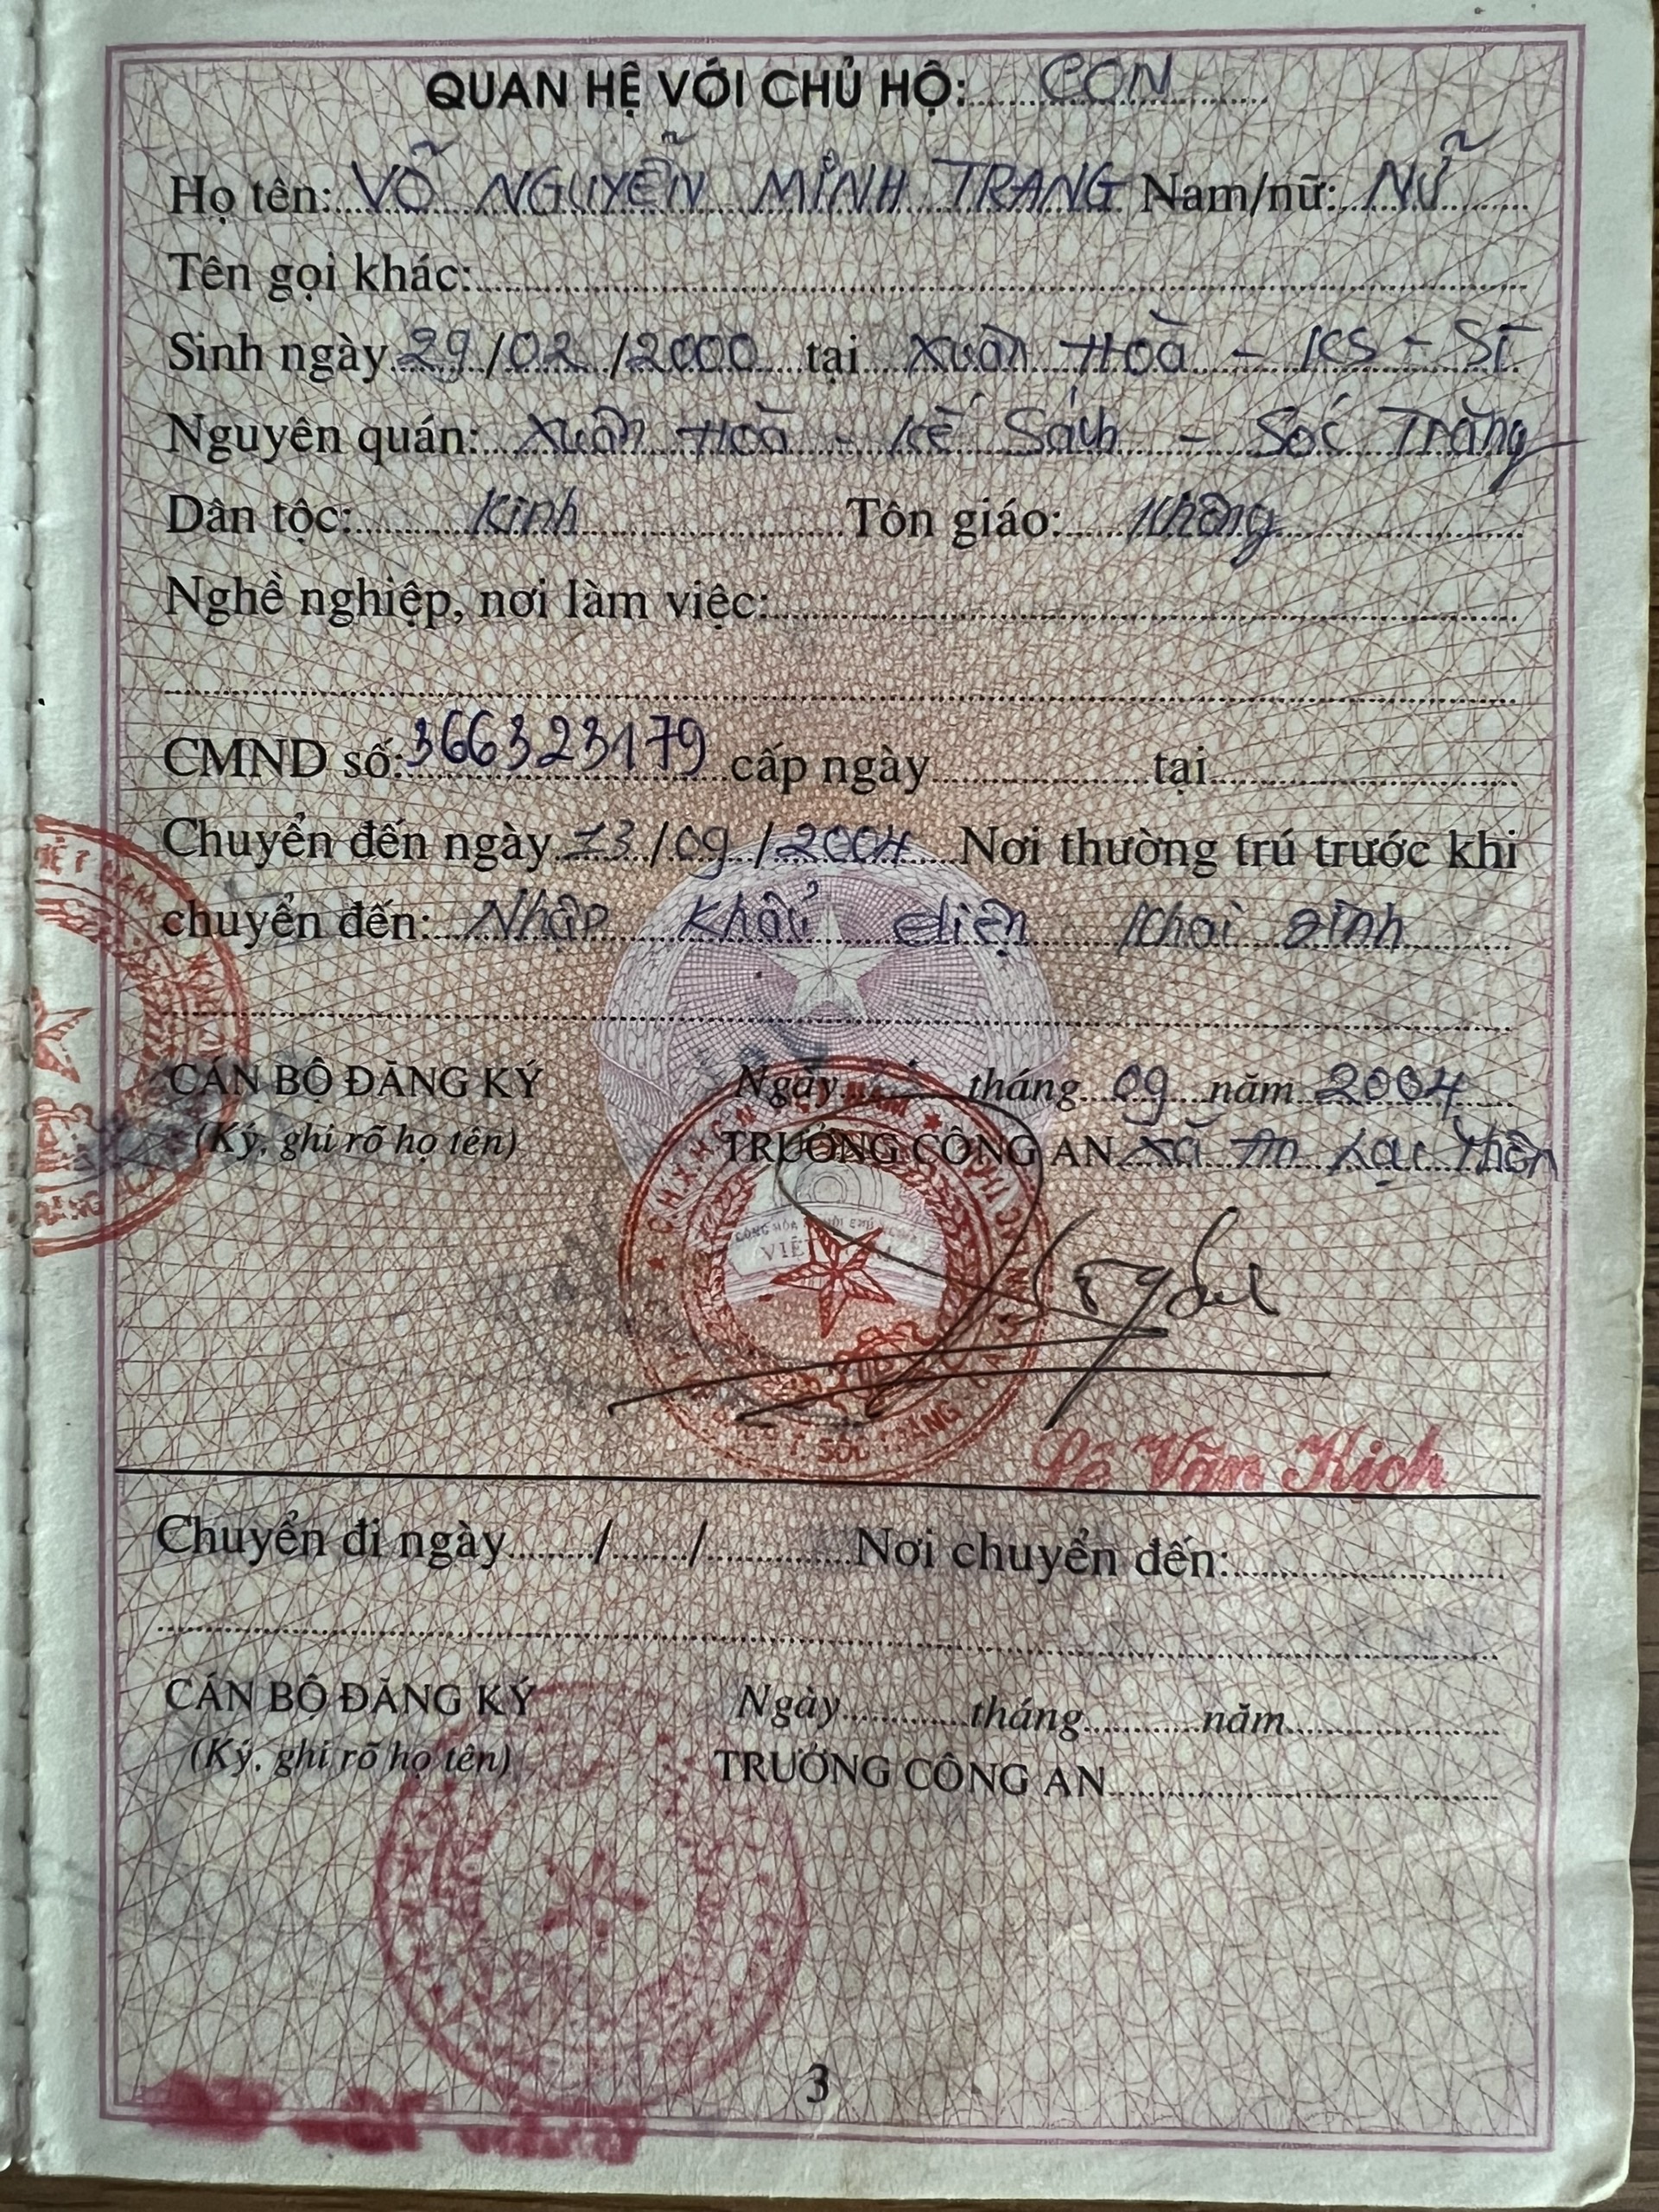 QUAN HỆ VỚI CHỦ HỘ: CON
Họ tên: VÕ NGUYỄN MINH TRANG Nam/nữ: NỮ
Tên gọi khác:
Sinh ngày 29/02/2000 tại Xuân Hoà - KS - ST
Nguyên quán: Xuân Hoà - Kế Sách - Sóc Trăng
Dân tộc: Kinh Tôn giáo: Không
Nghề nghiệp, nơi làm việc:
CMND số: 366323179 cấp ngày tại
Chuyển đến ngày 13/09/2004 Nơi thường trú trước khi
chuyển đến: Nhập khẩu diện khai sinh
CÁN BỘ ĐĂNG KÝ
(Ký, ghi rõ họ tên)
Ngày tháng 09 năm 2004
TRƯỞNG CÔNG AN Xã An Lạc Thôn
T. SÓC TRĂNG
Lê Văn Kịch
Chuyển đi ngày / / Nơi chuyển đến:
CÁN BỘ ĐĂNG KÝ
(Ký, ghi rõ họ tên)
Ngày tháng năm
TRƯỞNG CÔNG AN
3